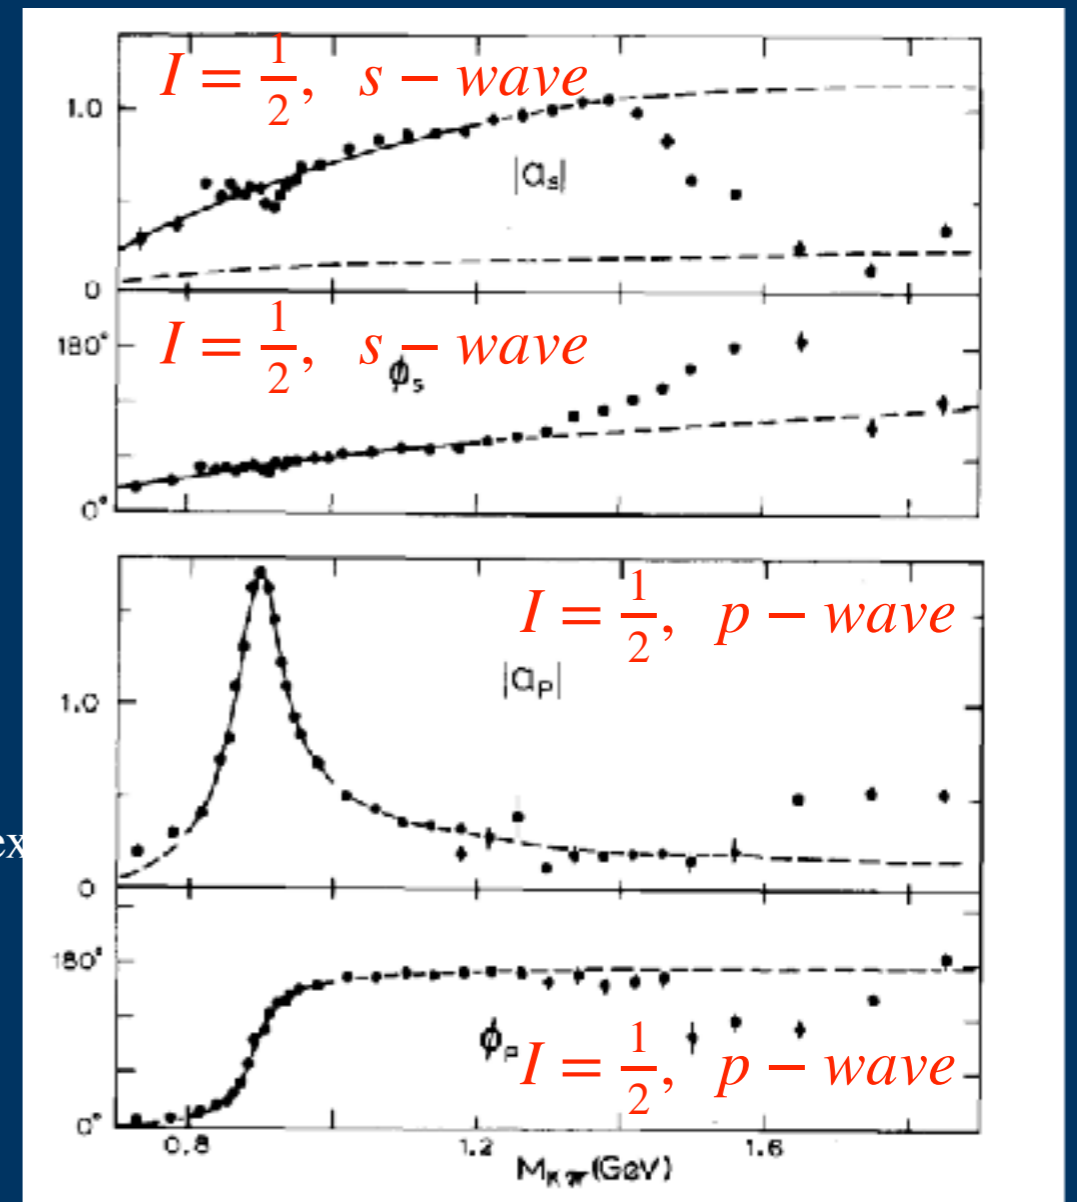 I = 1/2, s − wave
1.0
|a_s|
0
I = 1/2, s − wave
180°
ϕ_s
0°
I = 1/2, p − wave
|a_P|
1.0
ex
0
180°
ϕ_P
I = 1/2, p − wave
0°
0.8 1.2 1.6
M_Kπ (GeV)